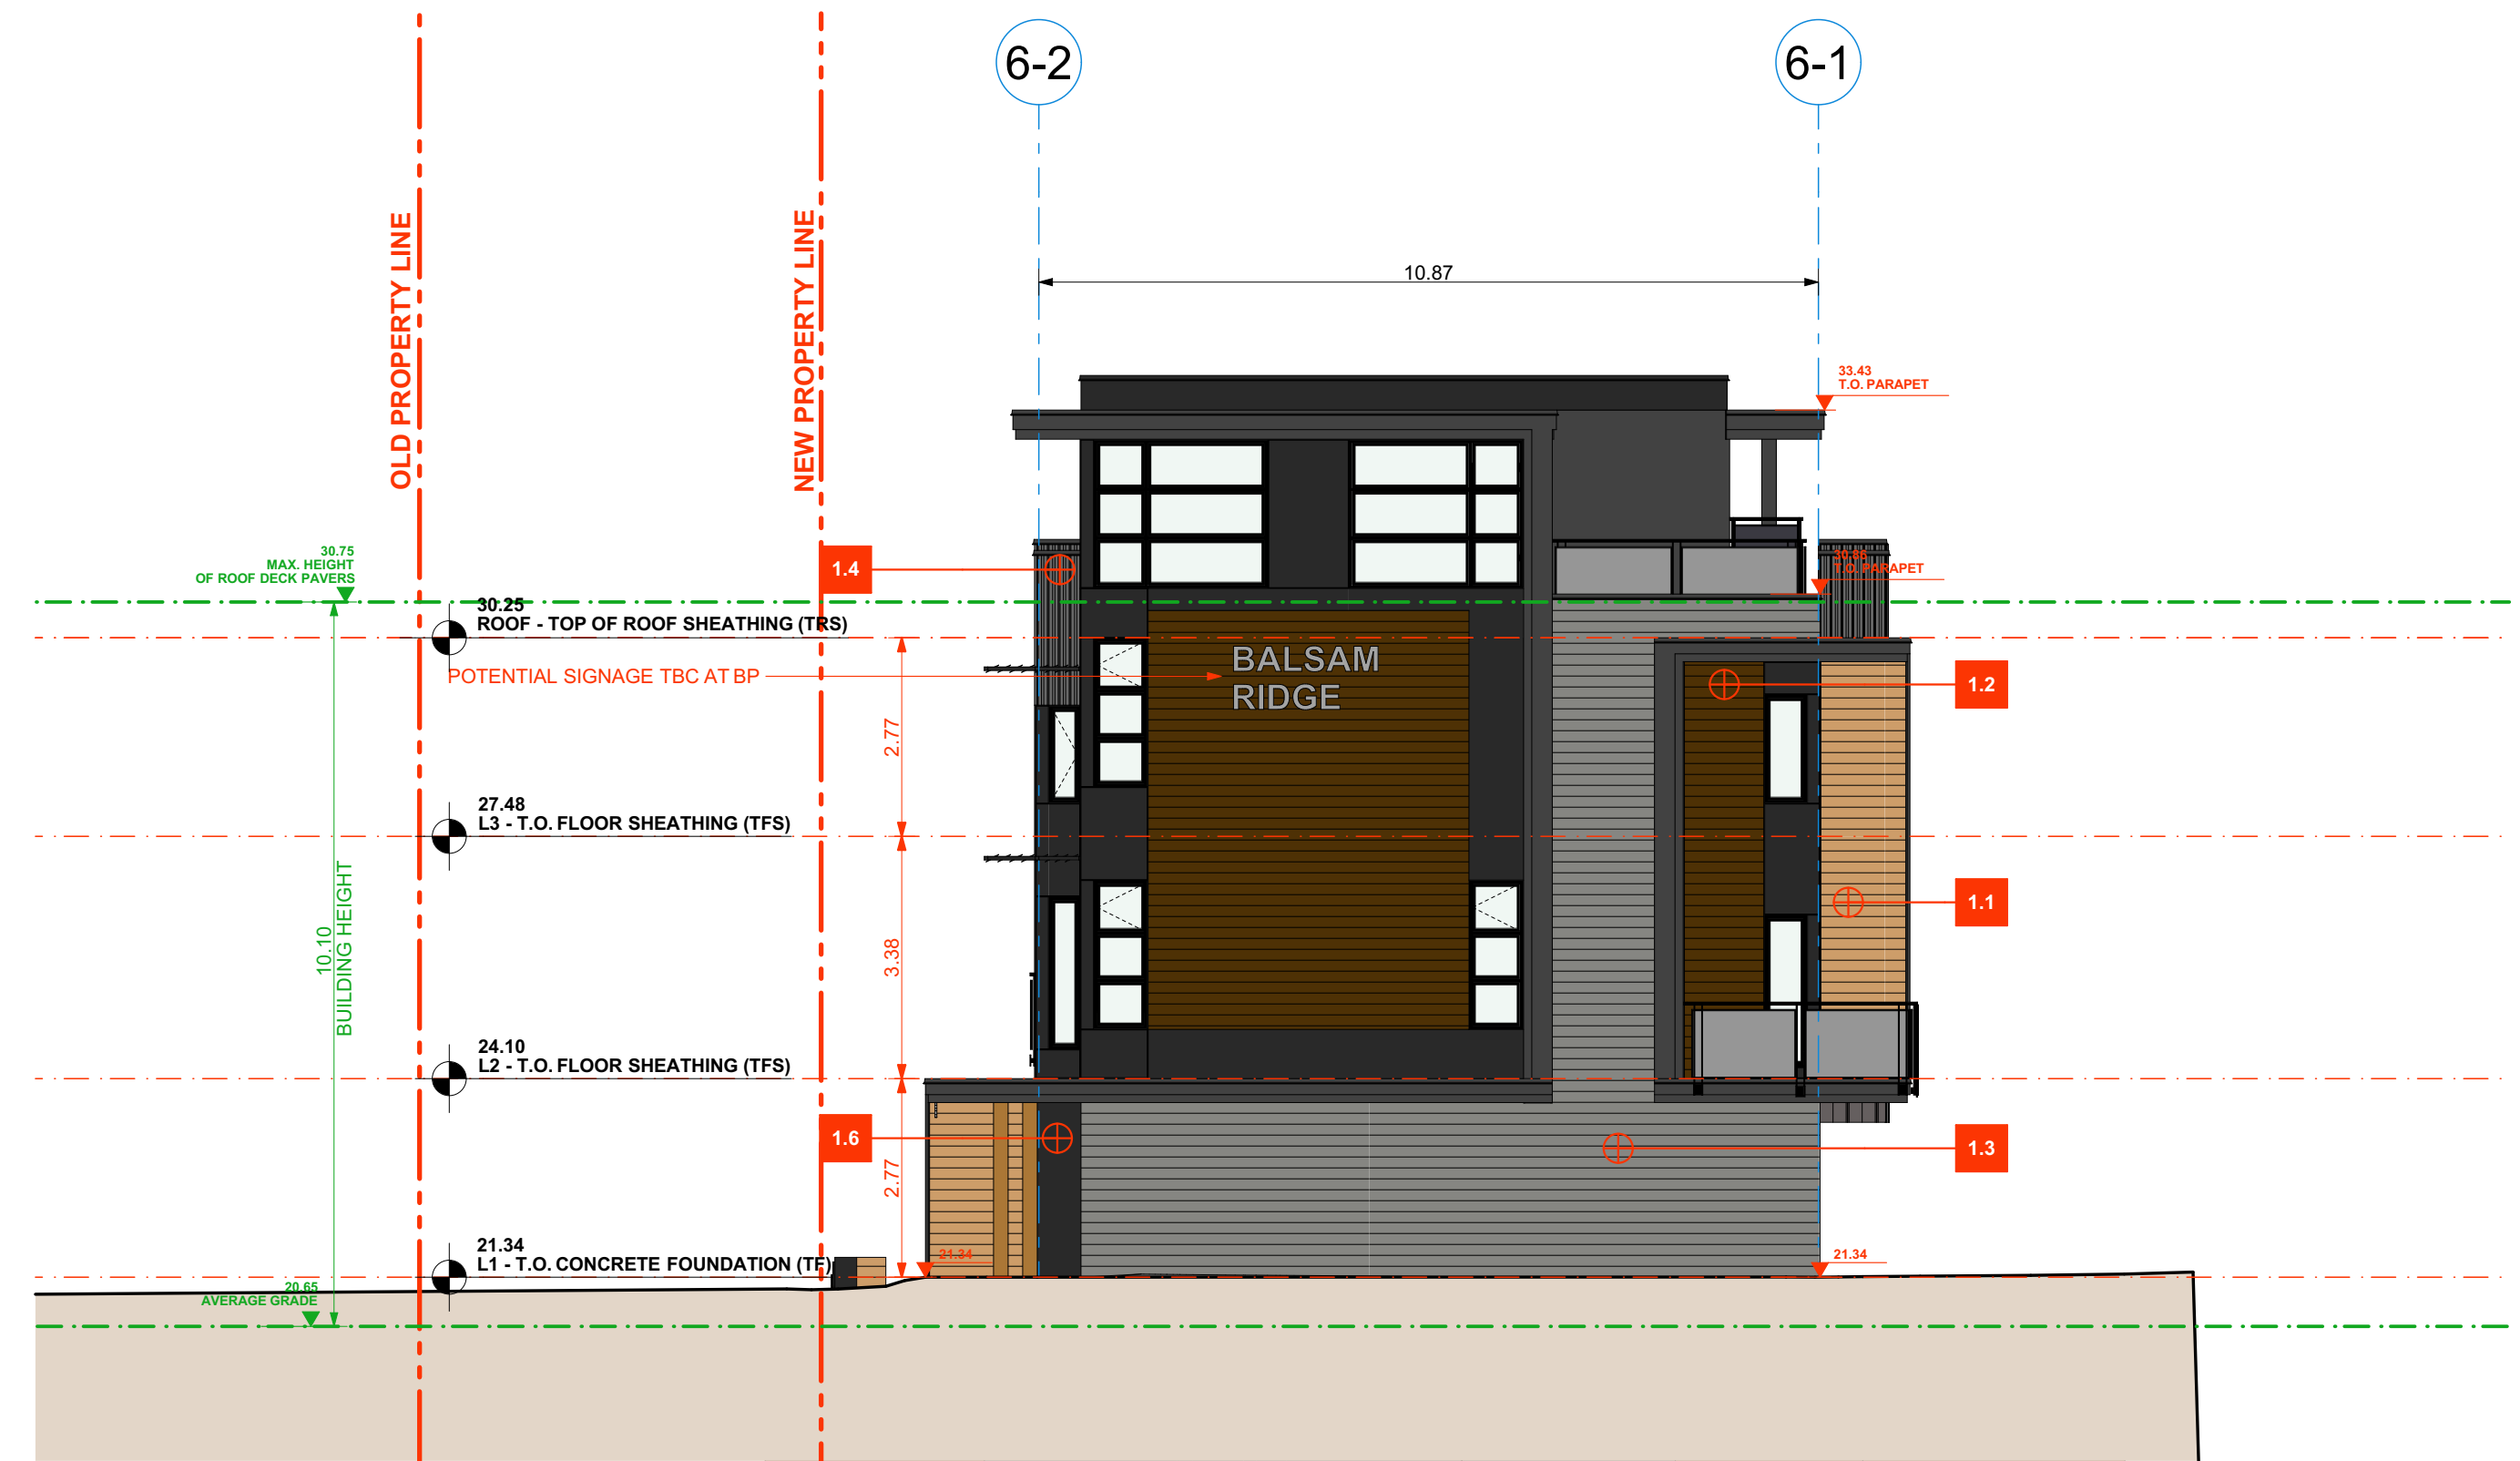 6-2
6-1
OLD PROPERTY LINE
NEW PROPERTY LINE
10.87
33.43
T.O. PARAPET
30.75
MAX. HEIGHT
OF ROOF DECK PAVERS
1.4
30.86
T.O. PARAPET
30.25
ROOF - TOP OF ROOF SHEATHING (TRS)
POTENTIAL SIGNAGE TBC AT BP
BALSAM
RIDGE
1.2
2.77
27.48
L3 - T.O. FLOOR SHEATHING (TFS)
1.1
10.10
BUILDING HEIGHT
3.38
24.10
L2 - T.O. FLOOR SHEATHING (TFS)
1.6
1.3
2.77
21.34
L1 - T.O. CONCRETE FOUNDATION (TF)
21.34
21.34
20.65
AVERAGE GRADE